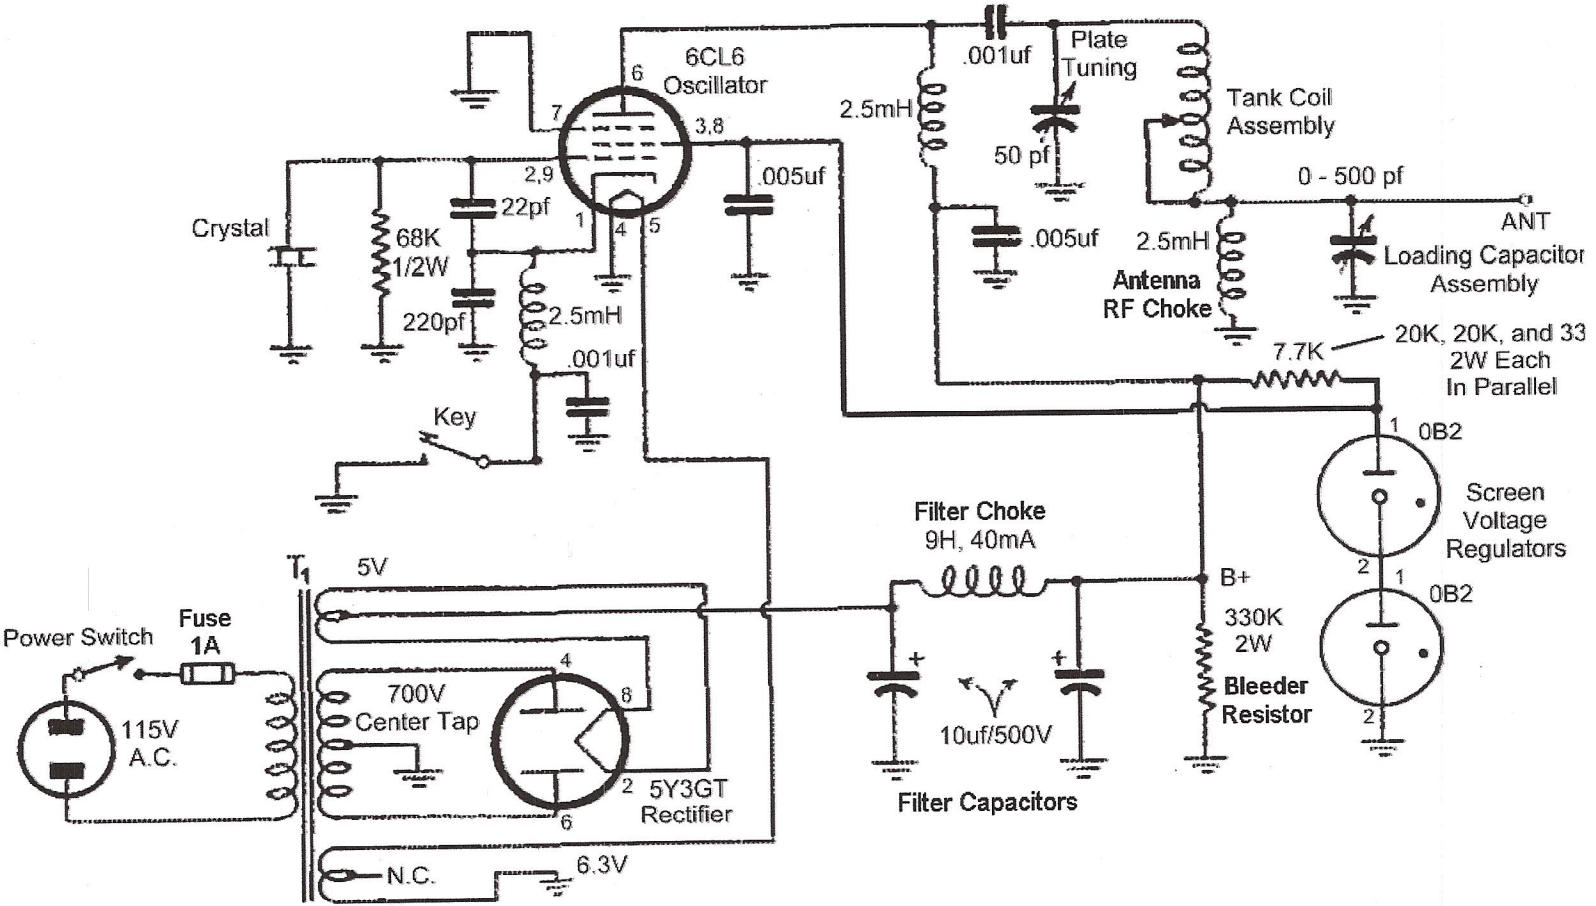 6CL6
Oscillator
6
7
3,8
2,9
1
4
5
.001uf
Plate
Tuning
2.5mH
50 pf
Tank Coil
Assembly
.005uf
.005uf
0 - 500 pf
ANT
Loading Capacitor
Assembly
2.5mH
Antenna
RF Choke
Crystal
68K
1/2W
22pf
220pf
2.5mH
.001uf
Key
7.7K
20K, 20K, and 33
2W Each
In Parallel
1
0B2
Screen
Voltage
Regulators
2
1
0B2
2
Filter Choke
9H, 40mA
B+
330K
2W
Bleeder
Resistor
+
+
10uf/500V
Filter Capacitors
T1
5V
Power Switch
Fuse
1A
115V
A.C.
700V
Center Tap
4
8
2
6
5Y3GT
Rectifier
N.C.
6.3V